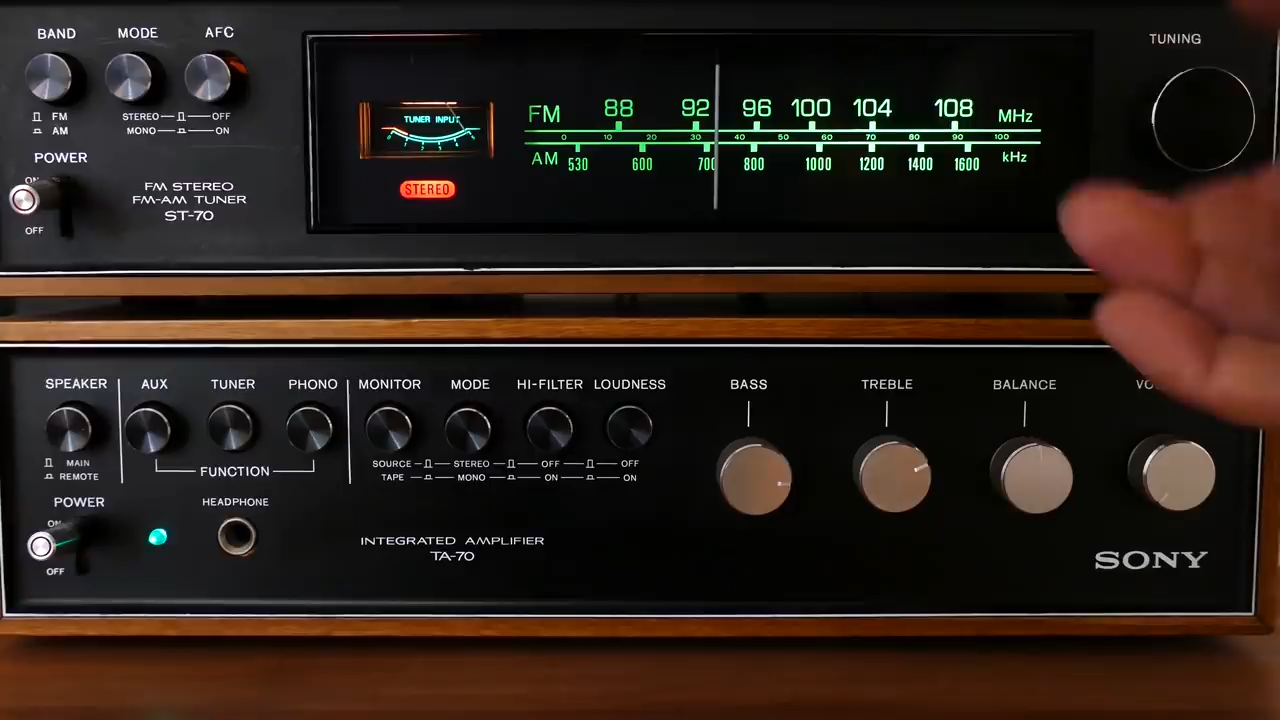 BAND MODE AFC TUNING
FM 88 92 96 100 104 108 MHz
0 10 20 30 40 50 60 70 80 90 100
AM 530 600 700 800 1000 1200 1400 1600 kHz
TUNER INPUT
STEREO
FM STEREO OFF
AM MONO ON
POWER
ON
OFF
FM STEREO
FM-AM TUNER
ST-70
SPEAKER AUX TUNER PHONO MONITOR MODE HI-FILTER LOUDNESS BASS TREBLE BALANCE
MAIN
REMOTE
FUNCTION
SOURCE STEREO OFF OFF
TAPE MONO ON ON
POWER
ON
OFF
HEADPHONE
INTEGRATED AMPLIFIER
TA-70
SONY